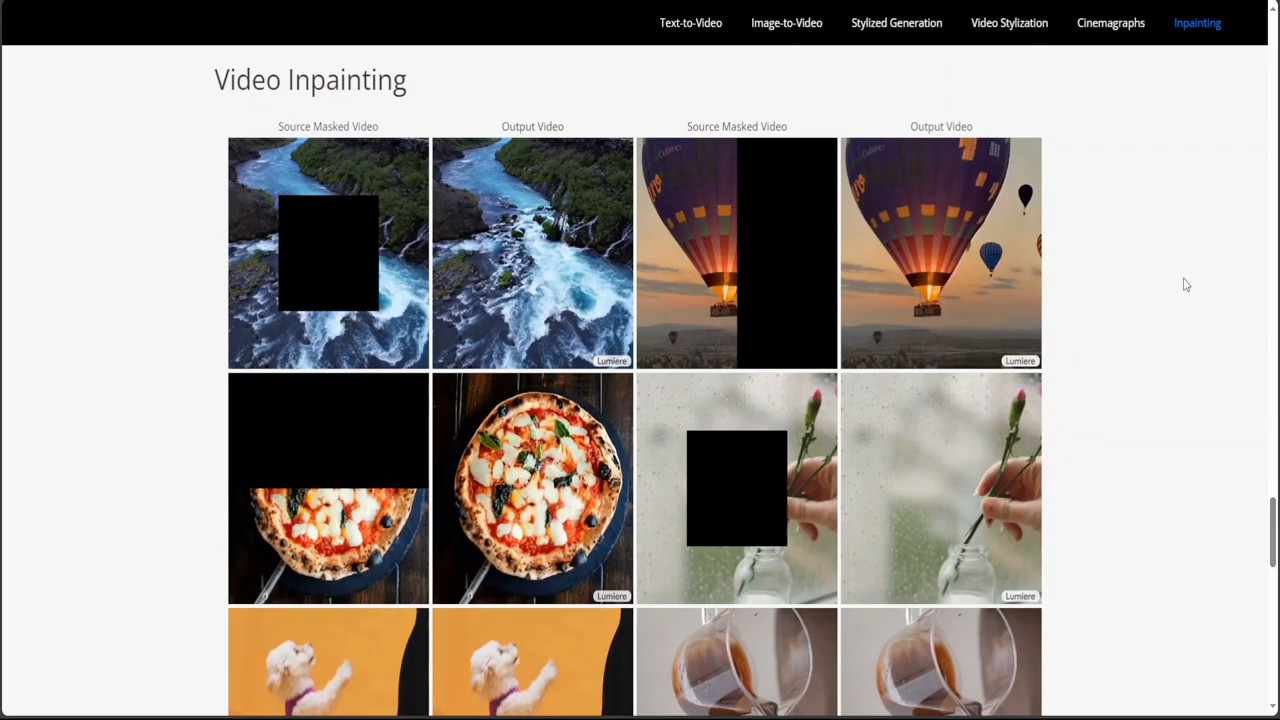 Text-to-Video Image-to-Video Stylized Generation Video Stylization Cinemagraphs Inpainting
Video Inpainting
Source Masked Video Output Video Source Masked Video Output Video
Lumiere Lumiere
Lumiere Lumiere